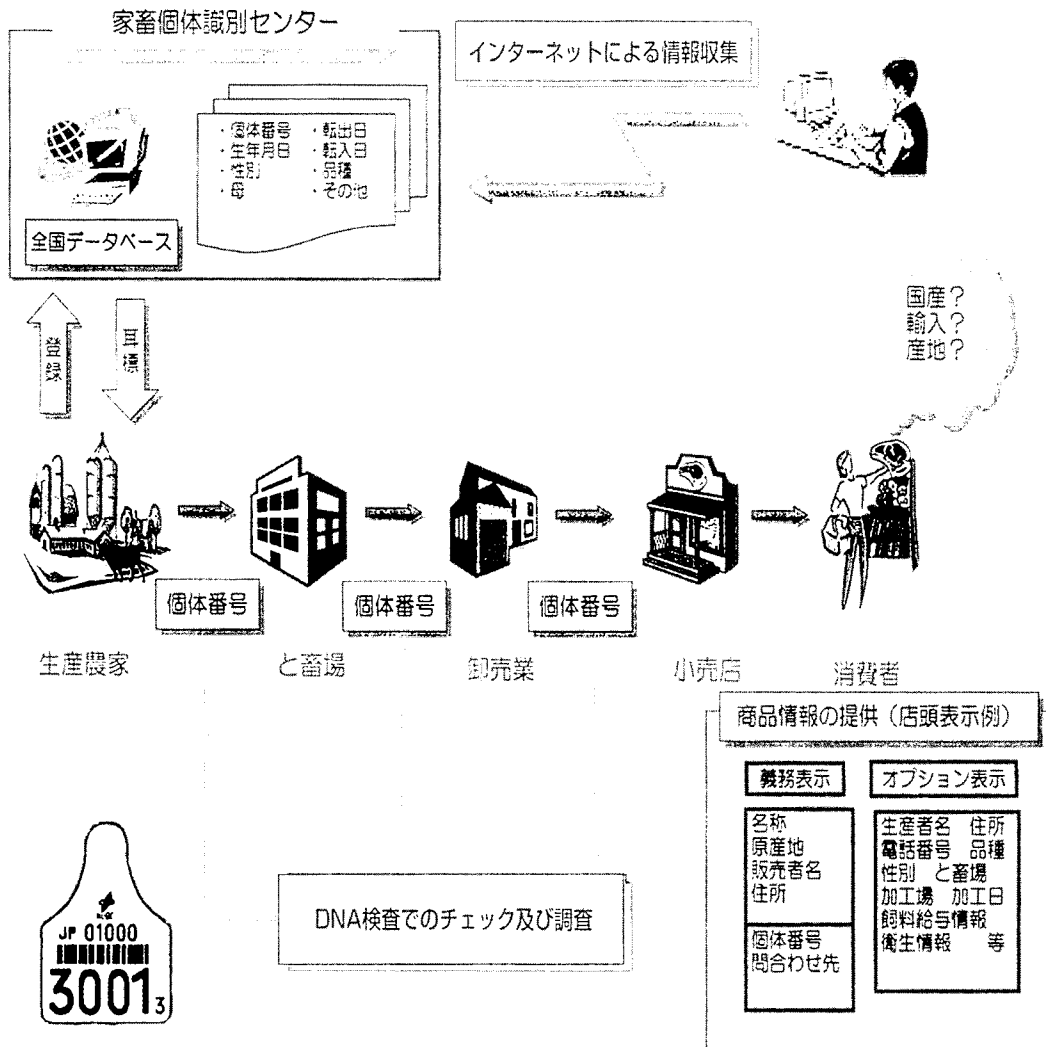 家畜個体識別センター
インターネットによる情報収集
・個体番号 ・転出日
・生年月日 ・転入日
・性別 ・品種
・母 ・その他
全国データベース
登録
耳標
国産?
輸入?
産地?
個体番号
個体番号
個体番号
生産農家
と畜場
卸売業
小売店
消費者
商品情報の提供(店頭表示例)
義務表示
オプション表示
名称
原産地
販売者名
住所
個体番号
問合わせ先
生産者名 住所
電話番号 品種
性別 と畜場
加工場 加工日
飼料給与情報
衛生情報 等
DNA検査でのチェック及び調査
JP 01000
3001 3